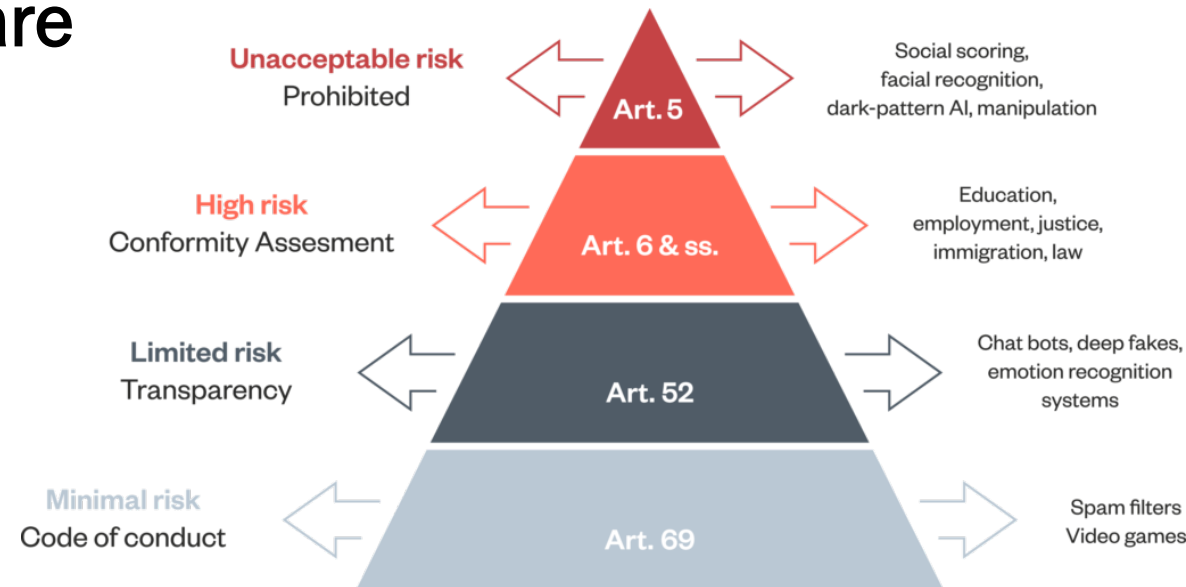 are
Unacceptable risk
Prohibited
Art. 5
Social scoring,
facial recognition,
dark-pattern AI, manipulation
High risk
Conformity Assesment
Art. 6 & ss.
Education,
employment, justice,
immigration, law
Limited risk
Transparency
Art. 52
Chat bots, deep fakes,
emotion recognition
systems
Minimal risk
Code of conduct
Art. 69
Spam filters
Video games